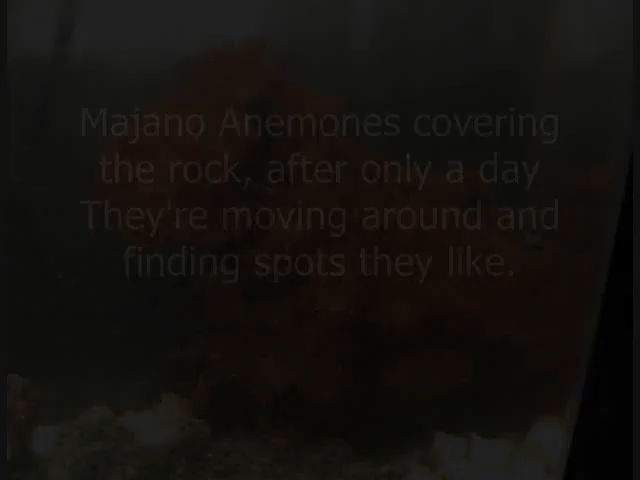 Majano Anemones covering
the rock, after only a day
They're moving around and
finding spots they like.